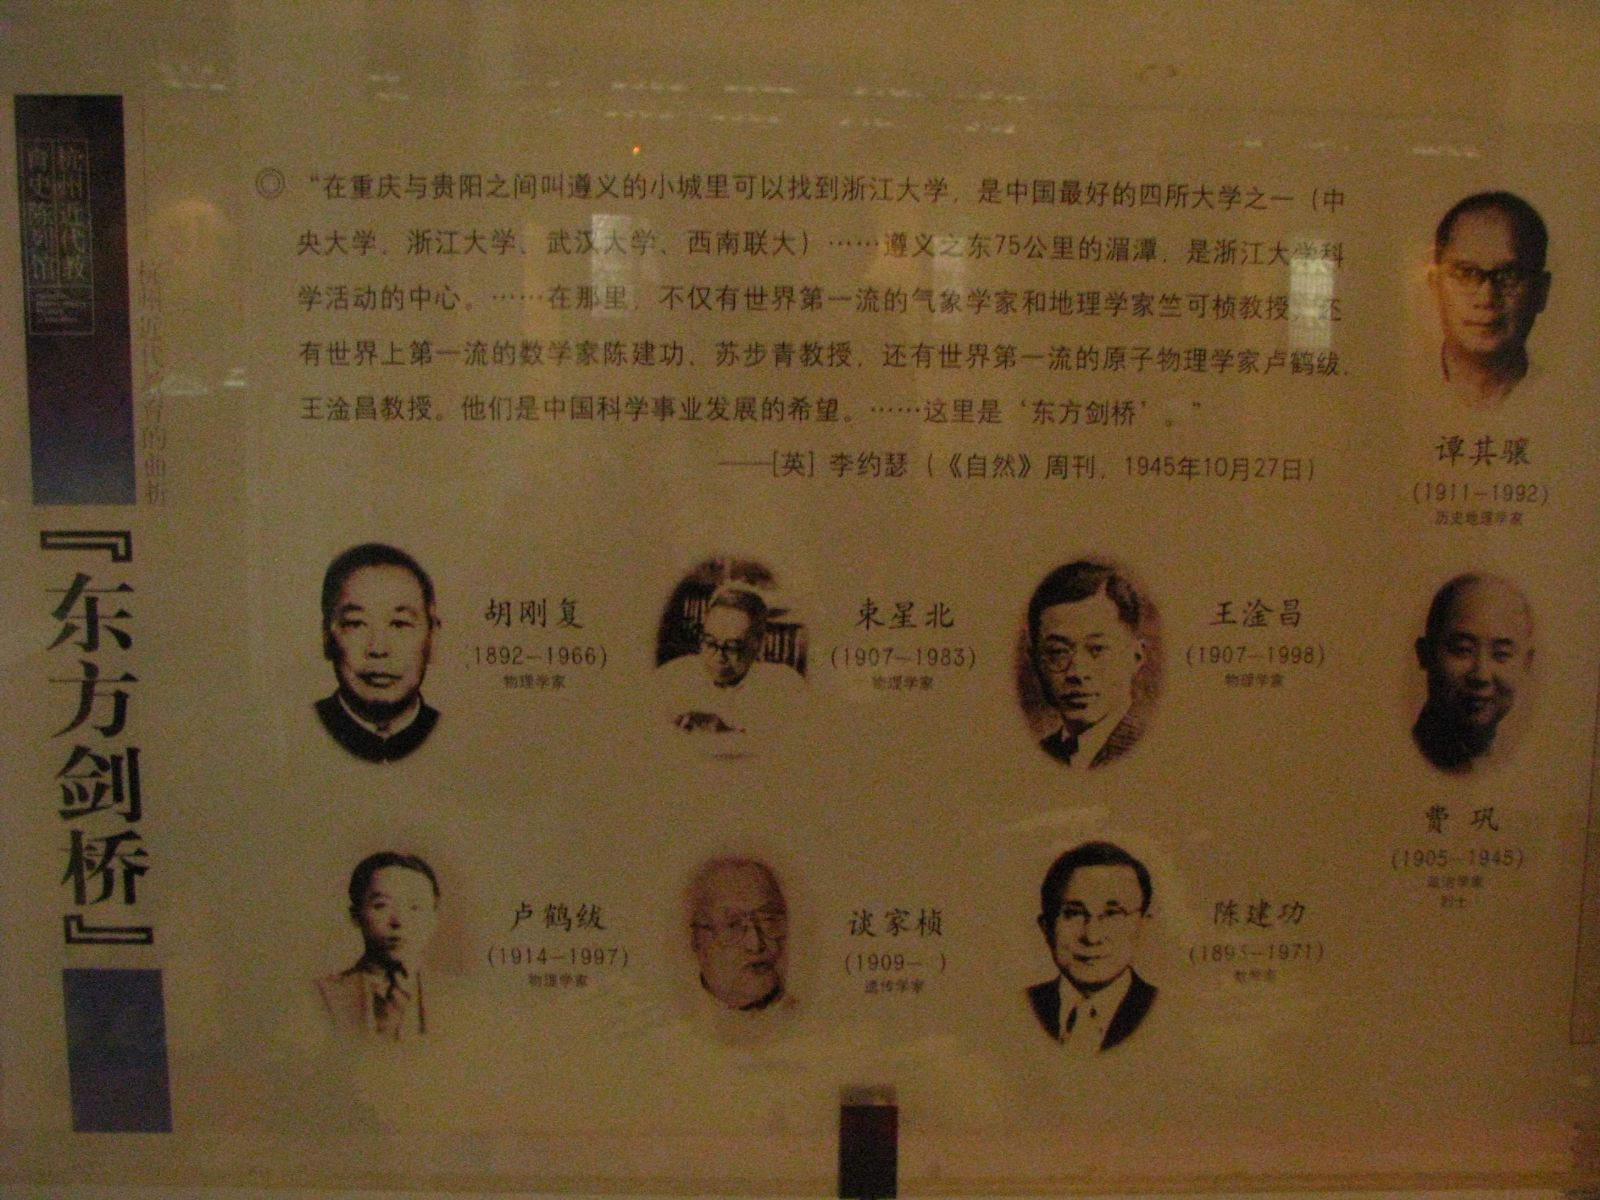 杭州近代教
育史陈列馆
『东方剑桥』
◎ “在重庆与贵阳之间叫遵义的小城里可以找到浙江大学，是中国最好的四所大学之一（中
央大学、浙江大学、武汉大学、西南联大）……遵义之东75公里的湄潭，是浙江大学科
学活动的中心。……在那里，不仅有世界第一流的气象学家和地理学家竺可桢教授，还
有世界上第一流的数学家陈建功、苏步青教授，还有世界第一流的原子物理学家卢鹤绂、
王淦昌教授。他们是中国科学事业发展的希望。……这里是‘东方剑桥’。”
——[英] 李约瑟（《自然》周刊，1945年10月27日）
谭其骧
(1911—1992)
历史地理学家
胡刚复
(1892—1966)
物理学家
束星北
(1907—1983)
物理学家
王淦昌
(1907—1998)
物理学家
费 巩
(1905—1945)
政治学家
烈士
卢鹤绂
(1914—1997)
物理学家
谈家桢
(1909— )
遗传学家
陈建功
(1893—1971)
数学家